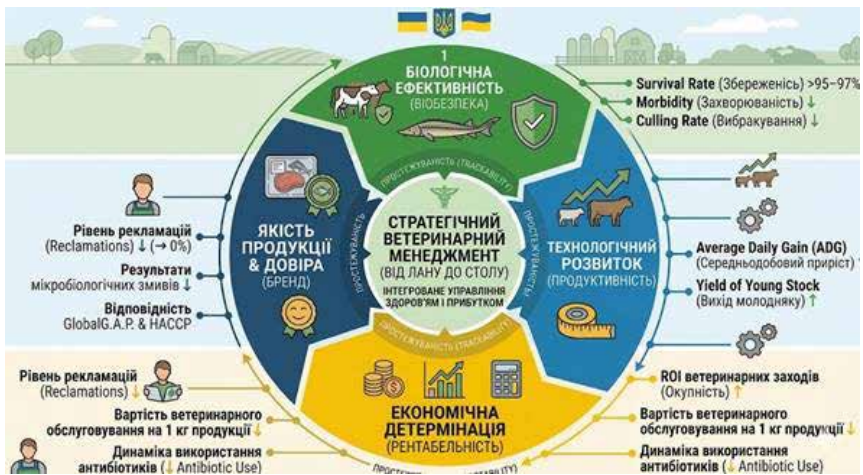 1
БІОЛОГІЧНА
ЕФЕКТИВНІСТЬ
(BIOБЕЗПЕКА)
Survival Rate (Збереженісь) >95–97%
Morbidity (Захворюваність) ↓
Culling Rate (Вибракування) ↓
ПРОСТЕЖУВАНІСТЬ (TRACEABILITY)
ЯКІСТЬ
ПРОДУКЦІЇ
& ДОВІРА
(БРЕНД)
ПРОСТЕЖУВАНІСТЬ
СТРАТЕГІЧНИЙ
ВЕТЕРИНАРНИЙ
МЕНЕДЖМЕНТ
(ВІД ЛАНУ ДО СТОЛУ)
ІНТЕГРОВАНЕ УПРАВЛІННЯ
ЗДОРОВ'ЯМ І ПРИБУТКОМ
ПРОСТЕЖУВАНІСТЬ
ТЕХНОЛОГІЧНИЙ
РОЗВИТОК
(ПРОДУКТИВНІСТЬ)
Рівень рекламацій
(Reclamations) ↓ (→ 0%)
Результати
мікробіологічних змивів ↓
Відповідність
GlobalG.A.P. & HACCP
Average Daily Gain (ADG)
(Середньодобовий приріст) ↑
Yield of Young Stock
(Вихід молодняку) ↑
ПРОСТЕЖУВАНІСТЬ (TRACEABILITY)
ЕКОНОМІЧНА
ДЕТЕРМІНАЦІЯ
(РЕНТАБЕЛЬНІСТЬ)
Рівень рекламацій
(Reclamations) ↓
Вартість ветеринарного
обслуговування на 1 кг продукції ↓
Динаміка використання
антибіотиків (↓ Antibiotic Use)
ROI ветеринарних заходів
(Окупність) ↑
Вартість ветеринарного
обслуговування на 1 кг продукції ↓
Динаміка використання
антибіотиків (↓ Antibiotic Use)